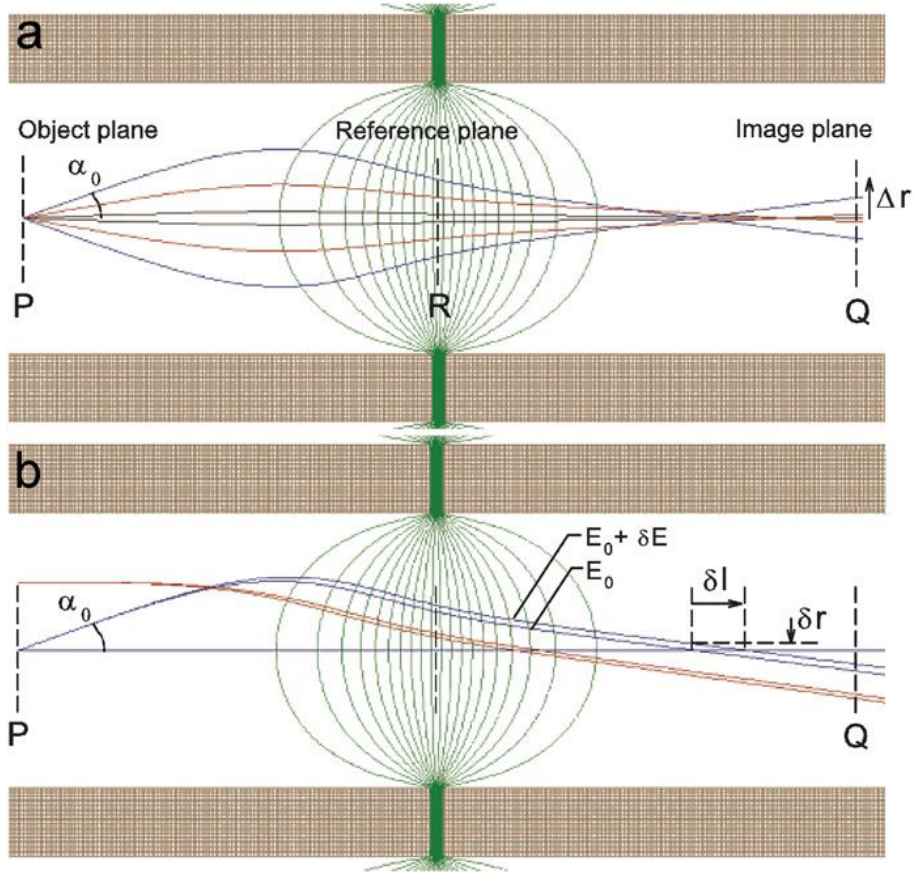 a
Object plane
Reference plane
Image plane
α₀
Δr
P
R
Q
b
E₀ + δE
E₀
δl
α₀
δr
P
Q